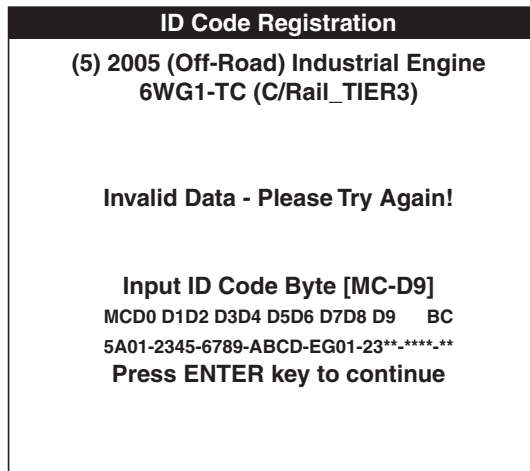 ID Code Registration
(5) 2005 (Off-Road) Industrial Engine
6WG1-TC (C/Rail_TIER3)
Invalid Data - Please Try Again!
Input ID Code Byte [MC-D9]
MCD0 D1D2 D3D4 D5D6 D7D8 D9 BC
5A01-2345-6789-ABCD-EG01-23**-****-**
Press ENTER key to continue